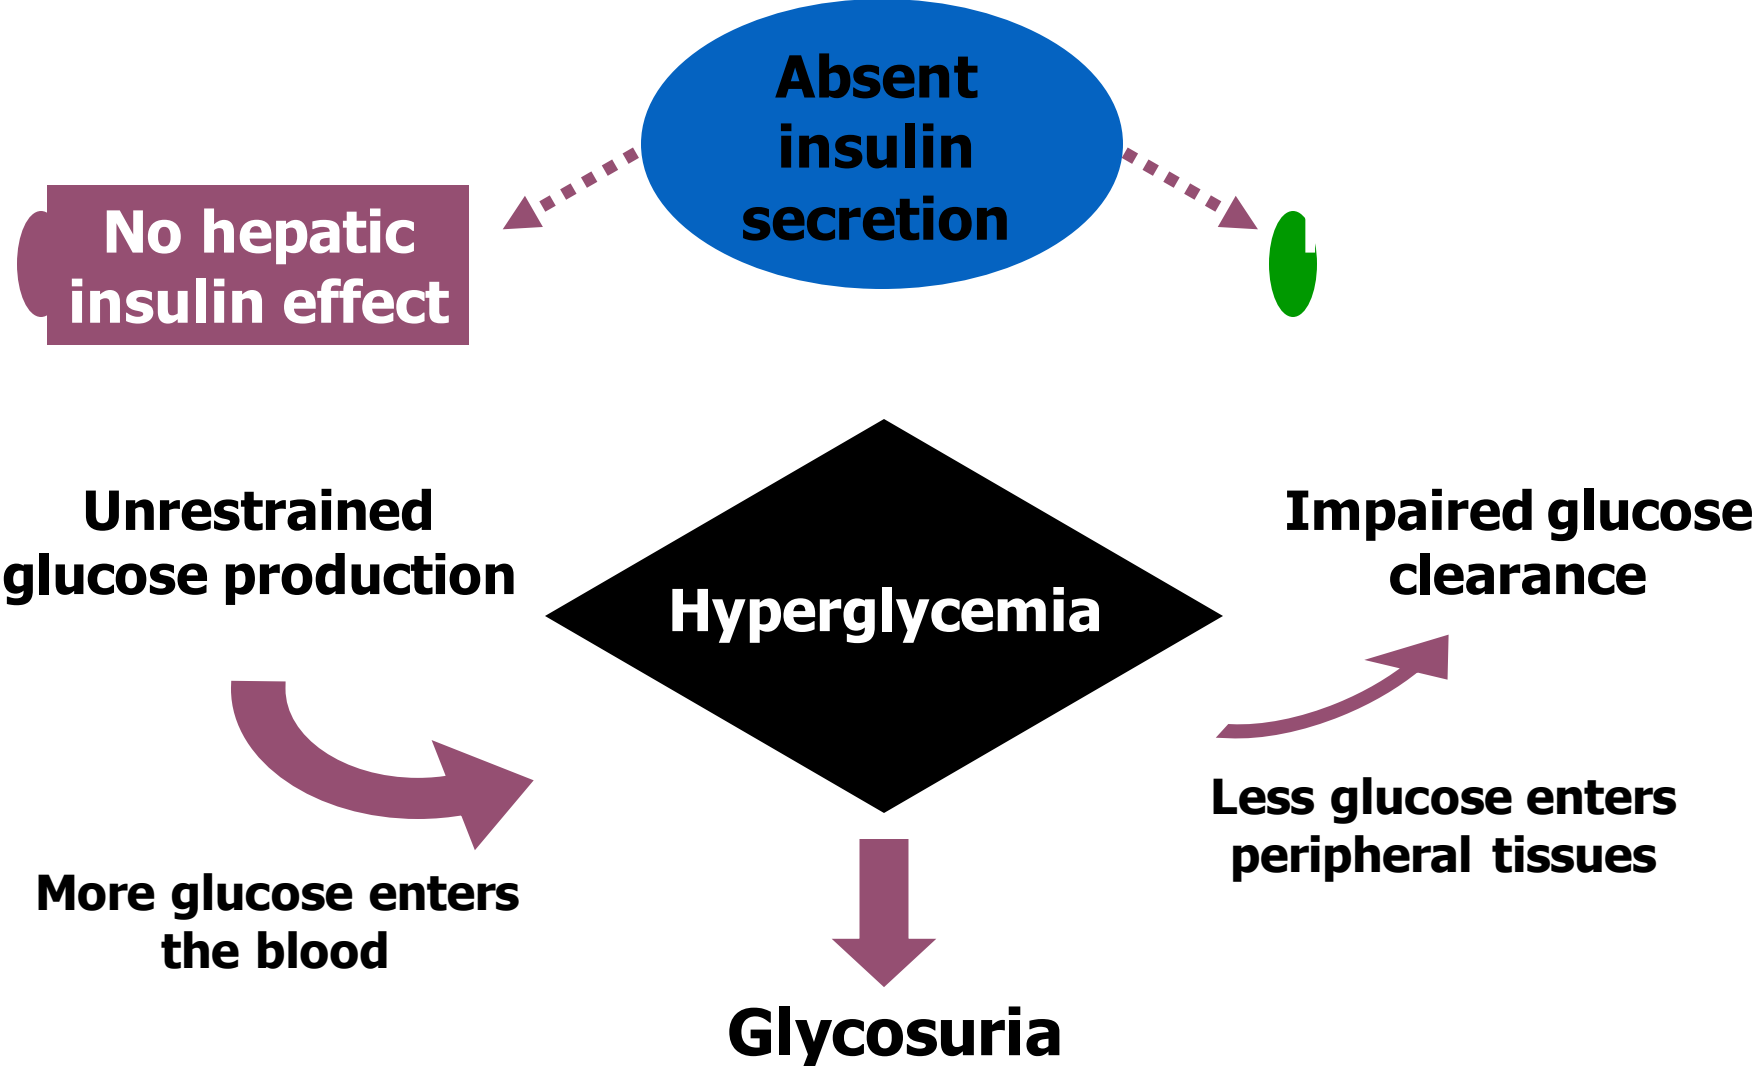 Absent
insulin
secretion
No hepatic
insulin effect
Unrestrained
glucose production
Hyperglycemia
Impaired glucose
clearance
More glucose enters
the blood
Less glucose enters
peripheral tissues
Glycosuria